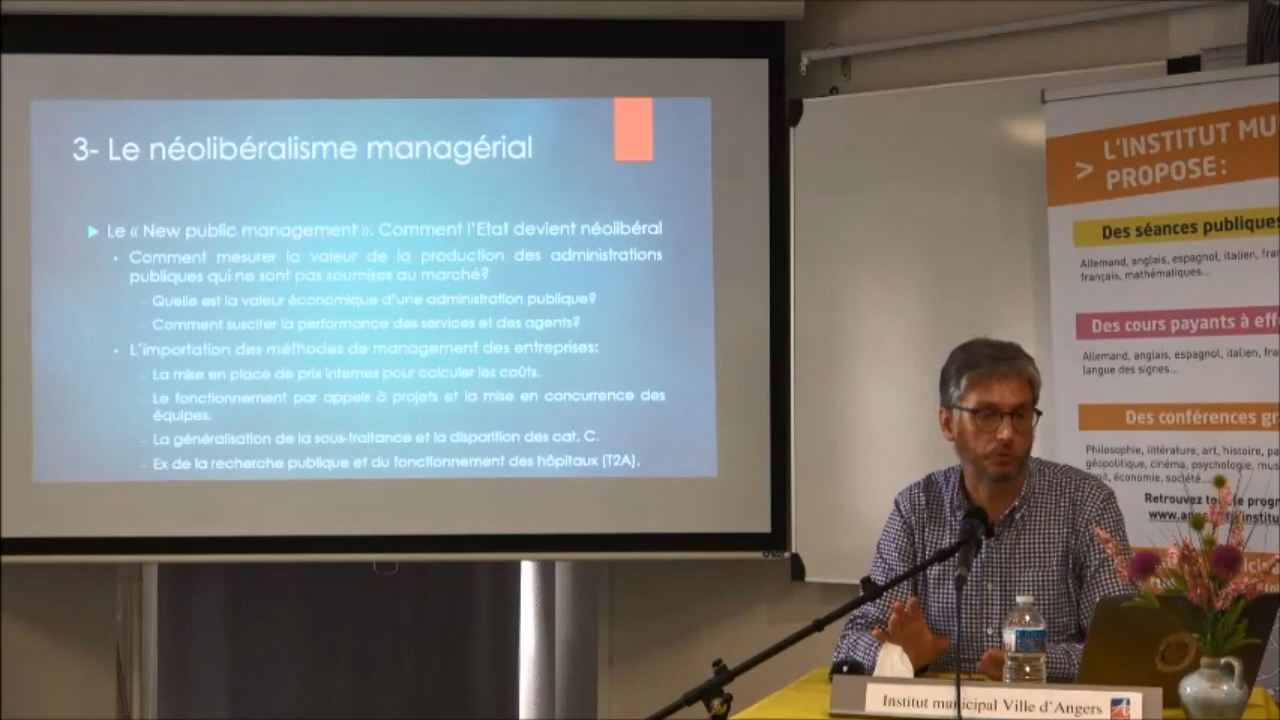 3- Le néolibéralisme managérial
Le « New public management ». Comment l'Etat devient néolibéral
Comment mesurer la valeur de la production des administrations
publiques qui ne sont pas soumises au marché?
Quelle est la valeur économique d'une administration publique?
Comment susciter la performance des services et des agents?
L'importation des méthodes de management des entreprises:
La mise en place de prix internes pour calculer les coûts.
Le fonctionnement par appels à projets et la mise en concurrence des
équipes.
La généralisation de la sous-traitance et la disparition des cat. C.
Ex de la recherche publique et du fonctionnement des hôpitaux (T2A).
> L'INSTITUT MU
PROPOSE :
Des séances publiques
Allemand, anglais, espagnol, italien, fra
français, mathématiques...
Des cours payants à eff
Allemand, anglais, espagnol, italien, fra
langue des signes...
Des conférences gr
Philosophie, littérature, art, histoire, pa
géopolitique, cinéma, psychologie, mus
droit, économie, société...
Retrouvez progr
Institut municipal Ville d'Angers